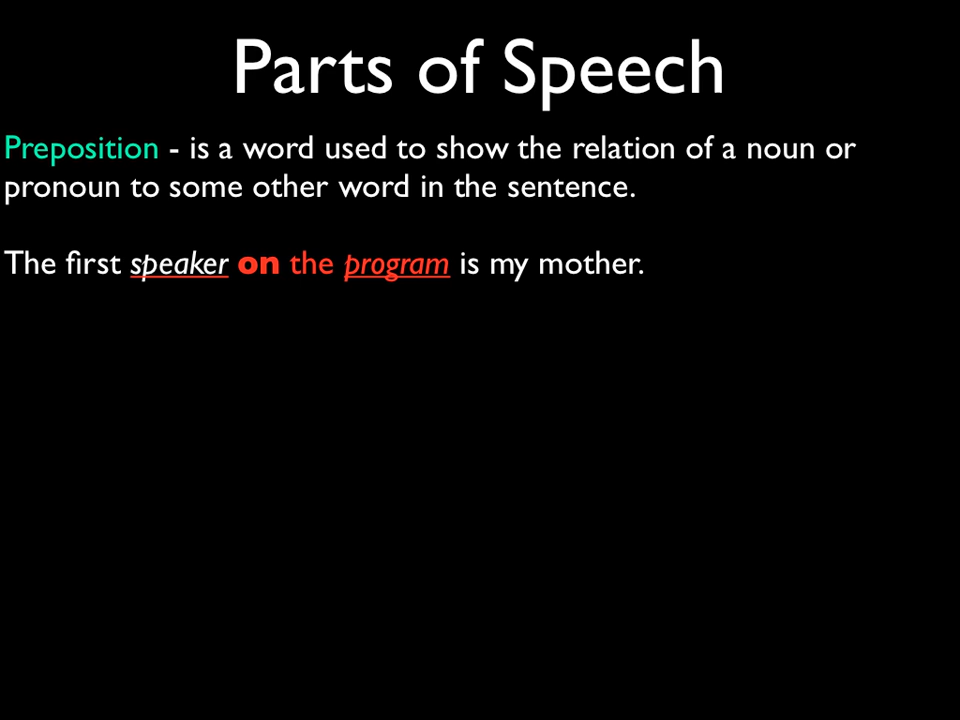 Parts of Speech
Preposition - is a word used to show the relation of a noun or
pronoun to some other word in the sentence.
The first speaker on the program is my mother.